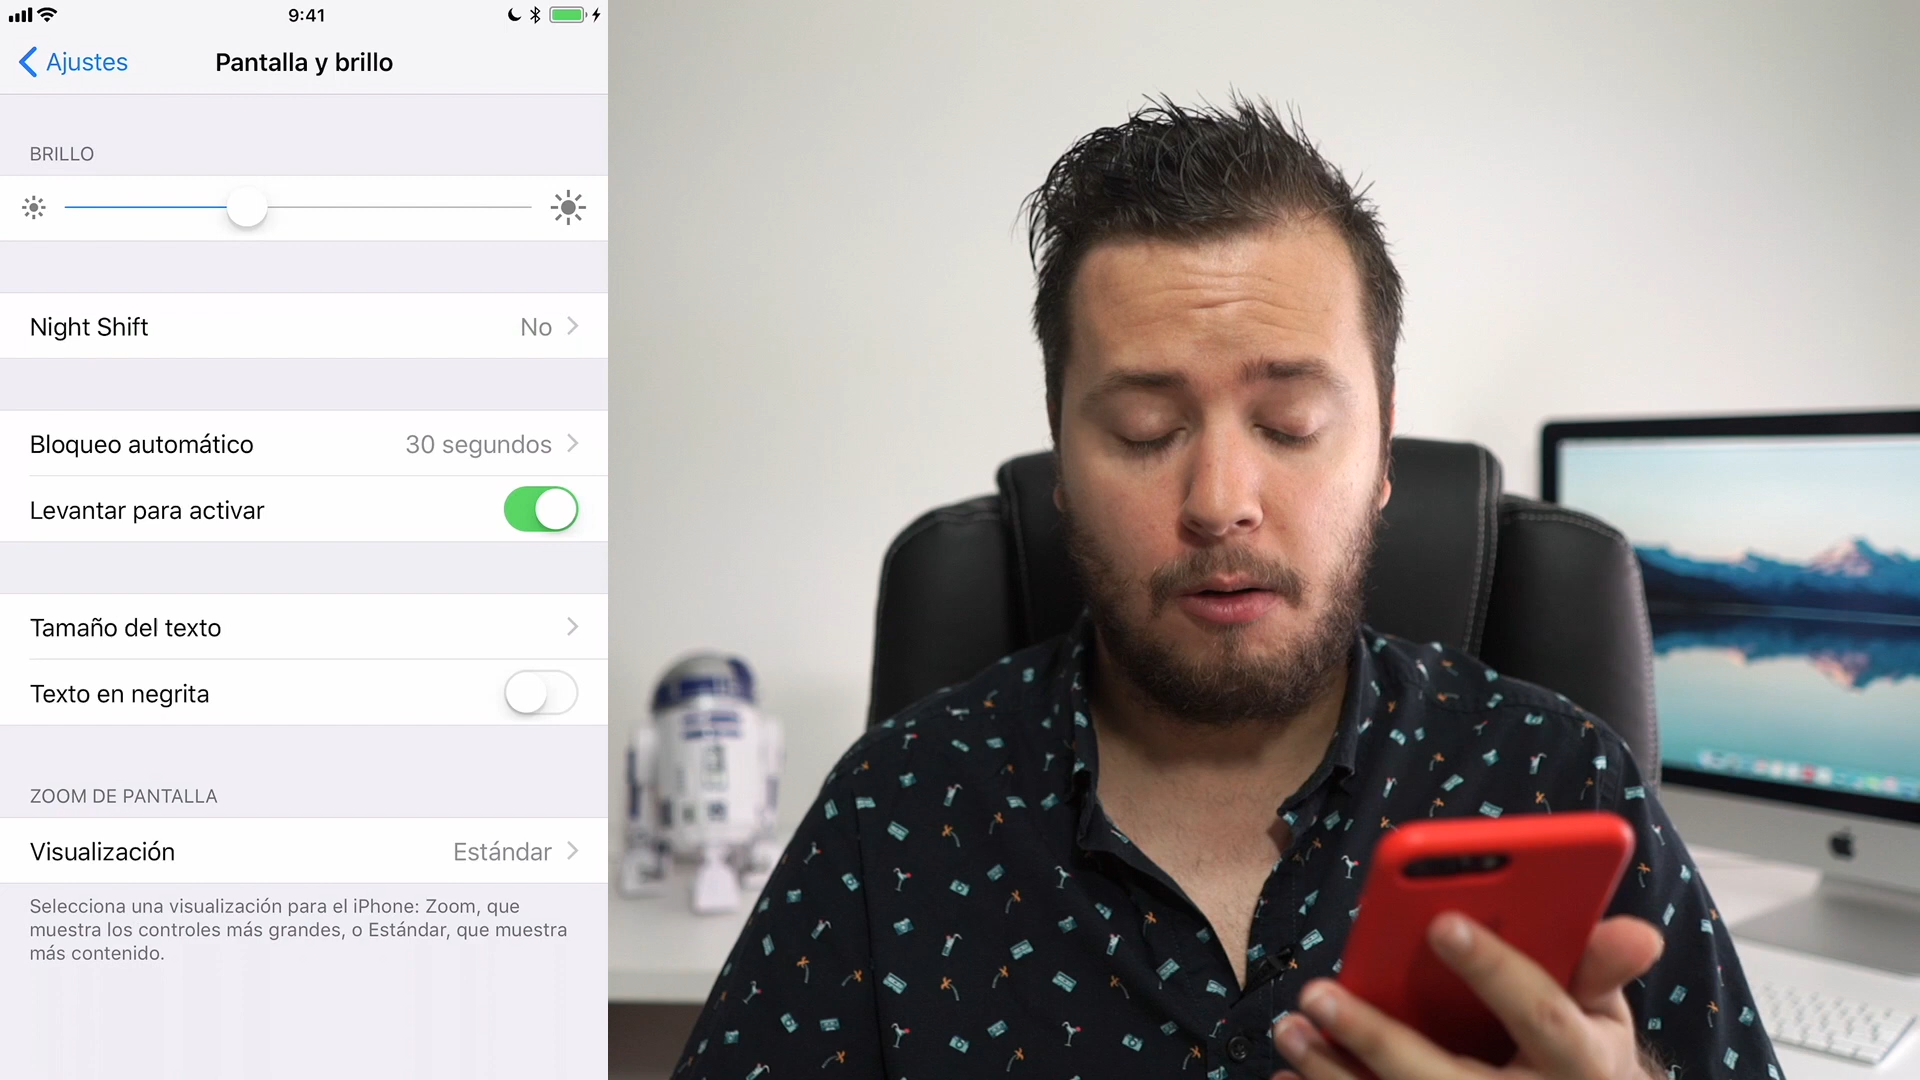 9:41
Ajustes
Pantalla y brillo
BRILLO
Night Shift No
Bloqueo automático 30 segundos
Levantar para activar
Tamaño del texto
Texto en negrita
ZOOM DE PANTALLA
Visualización Estándar
Selecciona una visualización para el iPhone: Zoom, que
muestra los controles más grandes, o Estándar, que muestra
más contenido.